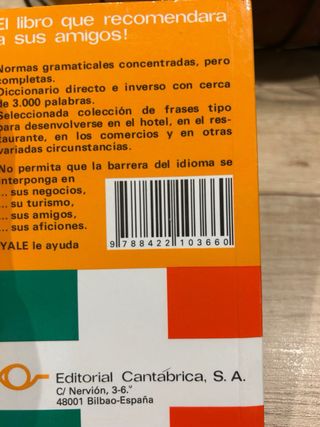 El libro que recomendara
a sus amigos!
Normas gramaticales concentradas, pero
completas.
Diccionario directo e inverso con cerca
de 3.000 palabras.
Seleccionada colección de frases tipo
para desenvolverse en el hotel, en el res-
taurante, en los comercios y en otras
variadas circunstancias.
No permita que la barrera del idioma se
interponga en
... sus negocios,
... su turismo,
... sus amigos,
... sus aficiones.
YALE le ayuda
9 788422 103660
Editorial Cantábrica, S. A.
C/ Nervión, 3-6.º
48001 Bilbao-España